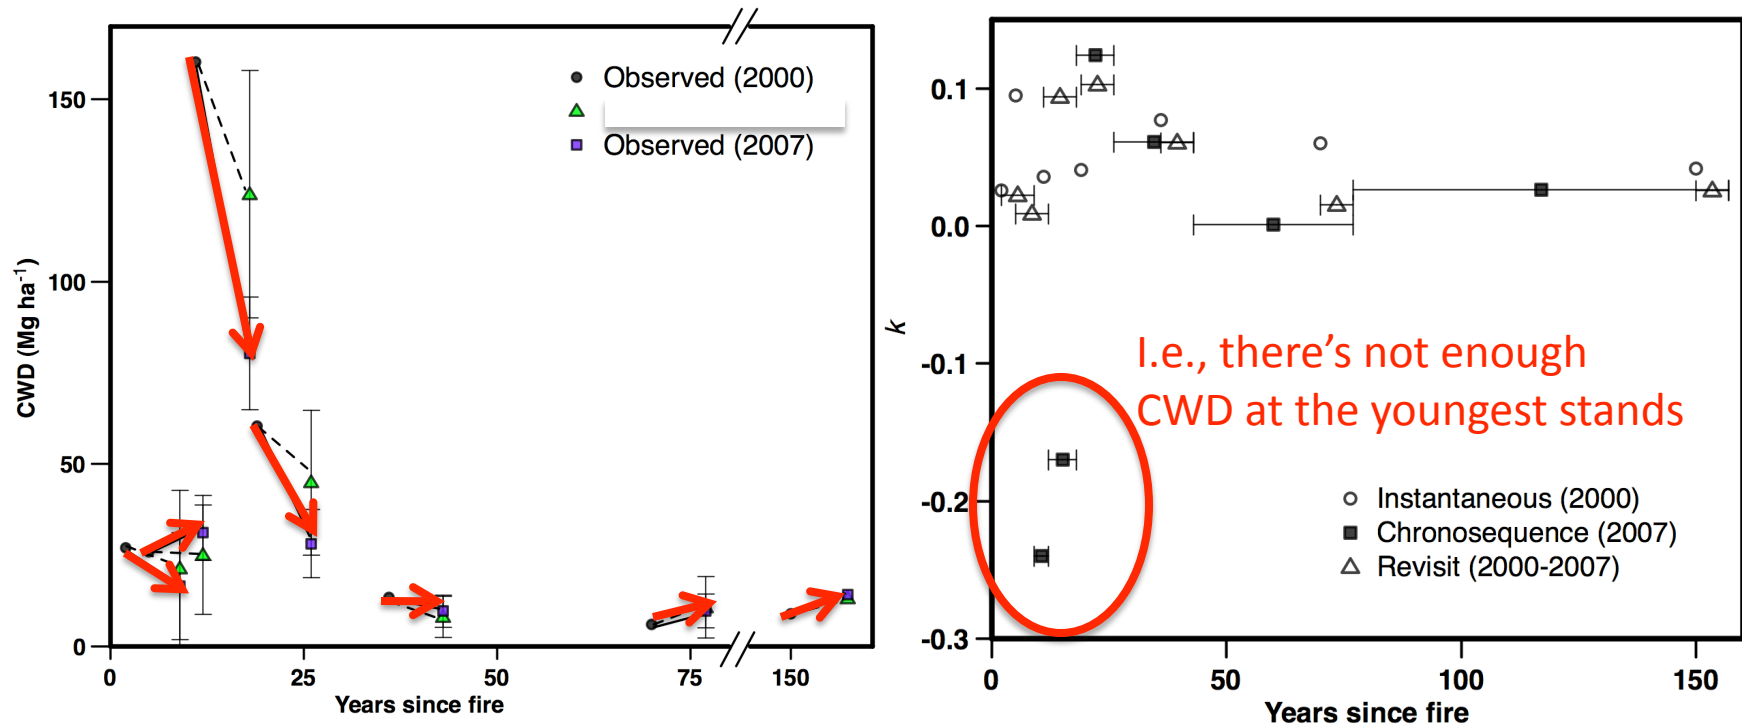 150
100
50
0
CWD (Mg ha-1)
Observed (2000)
Observed (2007)
0 25 50 75 150
Years since fire
0.1
0.0
-0.1
-0.2
-0.3
k
I.e., there’s not enough
CWD at the youngest stands
Instantaneous (2000)
Chronosequence (2007)
Revisit (2000-2007)
0 50 100 150
Years since fire